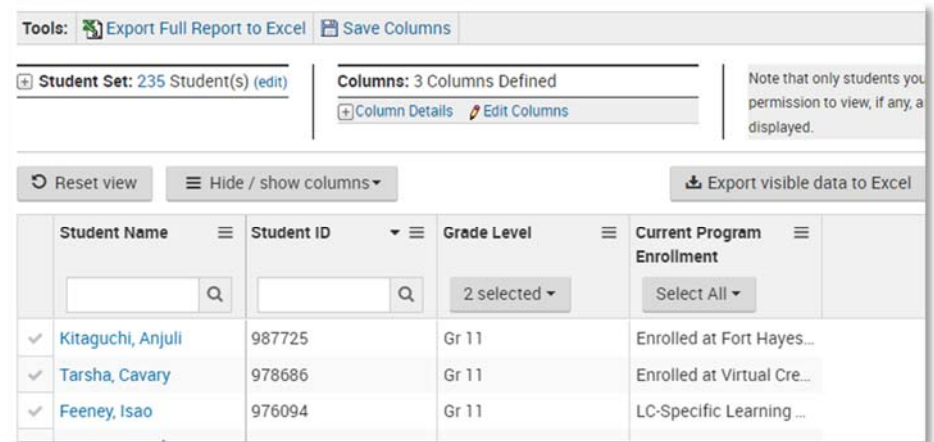 Tools: Export Full Report to Excel Save Columns
Student Set: 235 Student(s) (edit)
Columns: 3 Columns Defined
Column Details Edit Columns
Note that only students you
permission to view, if any, a
displayed.
Reset view Hide / show columns Export visible data to Excel
Student Name Student ID Grade Level Current Program
Enrollment
2 selected Select All
Kitaguchi, Anjuli 987725 Gr 11 Enrolled at Fort Hayes...
Tarsha, Cavary 978686 Gr 11 Enrolled at Virtual Cre...
Feeney, Isao 976094 Gr 11 LC-Specific Learning ...